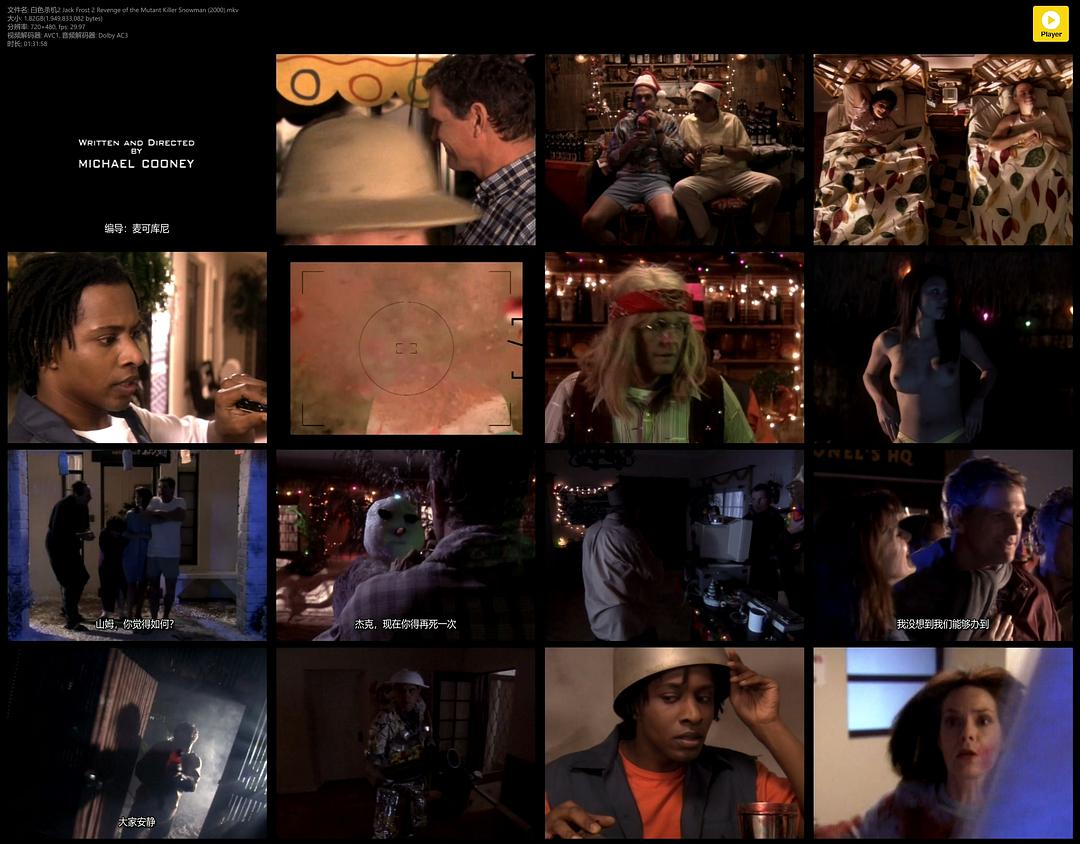 文件名: 白色杀机2 Jack Frost 2 Revenge of the Mutant Killer Snowman (2000).mkv
大小: 1.82GB(1,949,833,082 bytes)
分辨率: 720×480, fps: 29.97
视频解码器: AVC1, 音频解码器: Dolby AC3
时长: 01:31:58
Player
WRITTEN AND DIRECTED
BY
MICHAEL COONEY
编导：麦可库尼
ONEL'S HQ
山姆，你觉得如何?
杰克，现在你得再死一次
我没想到我们能够办到
大家安静